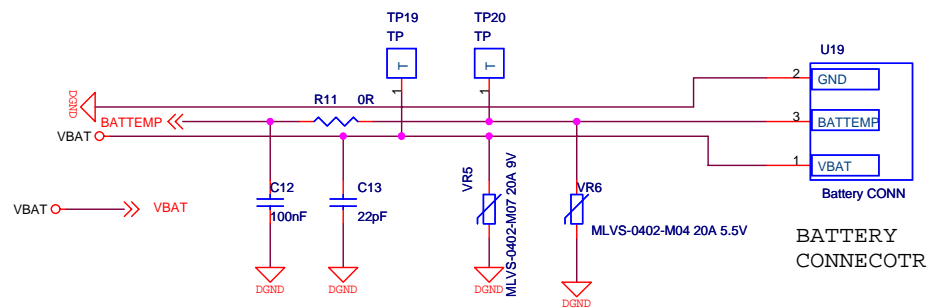 TP19
TP
TP20
TP
T
T
1
1
U19
2
GND
DGND
R11
0R
BATTEMP
3
BATTEMP
VBAT
1
VBAT
Battery CONN
C12
100nF
C13
22pF
VR5
MLVS-0402-M07 20A 9V
VR6
MLVS-0402-M04 20A 5.5V
VBAT
VBAT
DGND
DGND
DGND
DGND
BATTERY
CONNECOTR